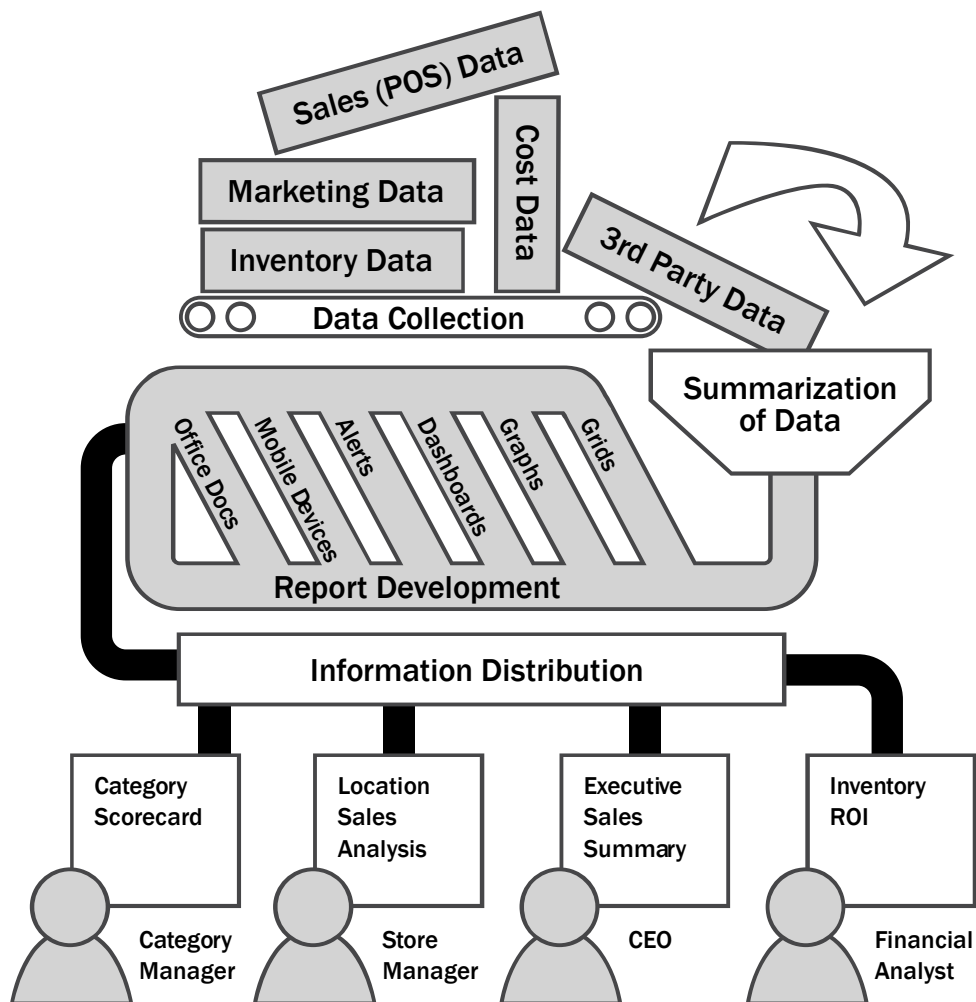 Sales (POS) Data
Cost Data
Marketing Data
Inventory Data
3rd Party Data
Data Collection
Summarization
of Data
Office Docs
Mobile Devices
Alerts
Dashboards
Graphs
Grids
Report Development
Information Distribution
Category
Scorecard
Location
Sales
Analysis
Executive
Sales
Summary
Inventory
ROI
Category
Manager
Store
Manager
CEO
Financial
Analyst